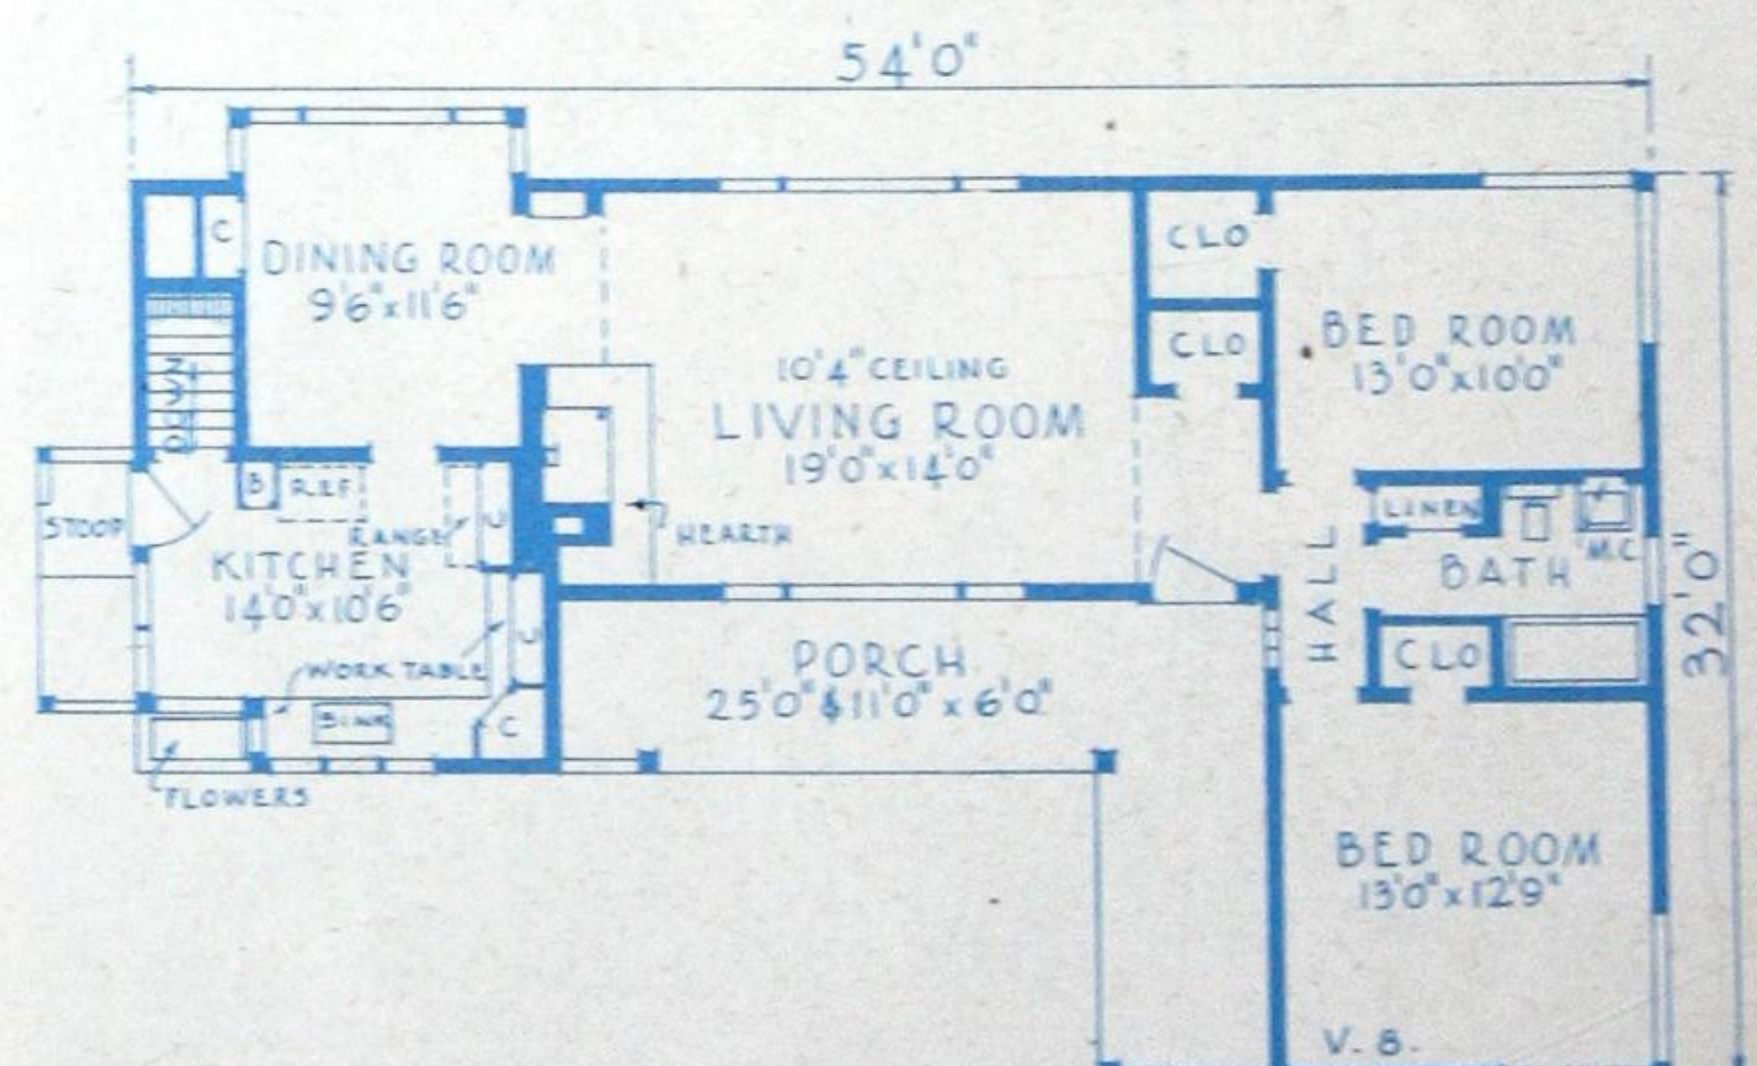 54'0"
C
DINING ROOM
9'6"x11'6"
DOWN
CLO
CLO
BED ROOM
13'0"x10'0"
10'4" CEILING
LIVING ROOM
19'0"x14'0"
HEARTH
STOOP
B
REF
RANGE
U
KITCHEN
14'0"x10'6"
U
WORK TABLE
SINK
C
FLOWERS
PORCH
25'0" & 11'0" x 6'0"
HALL
LINEN
BATH
M.C
CLO
32'0"
BED ROOM
13'0"x12'9"
V. B.